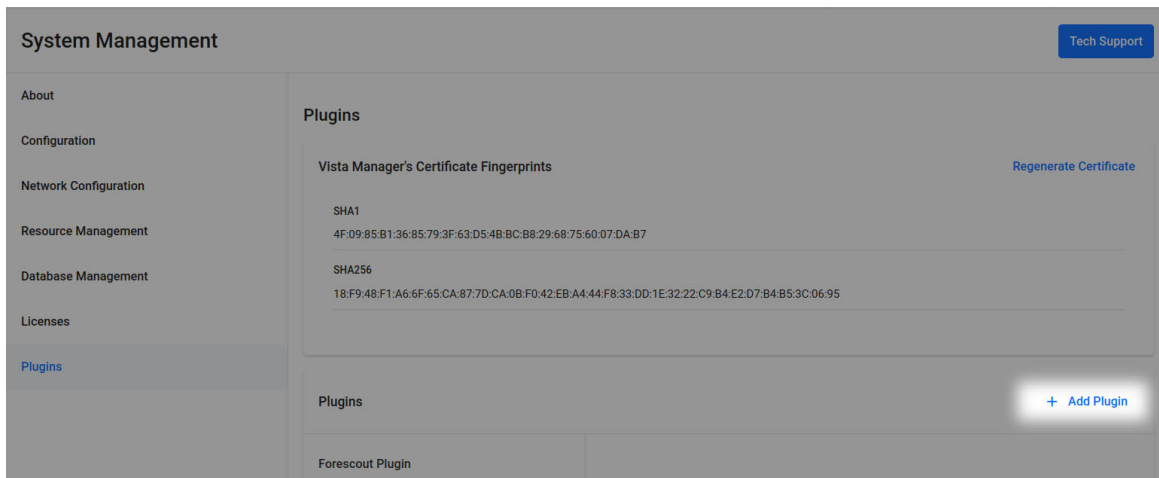 System Management
Tech Support
About
Configuration
Network Configuration
Resource Management
Database Management
Licenses
Plugins
Plugins
Vista Manager's Certificate Fingerprints
Regenerate Certificate
SHA1
4F:09:85:B1:36:85:79:3F:63:D5:4B:BC:B8:29:68:75:60:07:DA:B7
SHA256
18:F9:48:F1:A6:6F:65:CA:87:7D:CA:0B:F0:42:EB:A4:44:F8:33:DD:1E:32:22:C9:B4:E2:D7:B4:B5:3C:06:95
Plugins
+ Add Plugin
Forescout Plugin